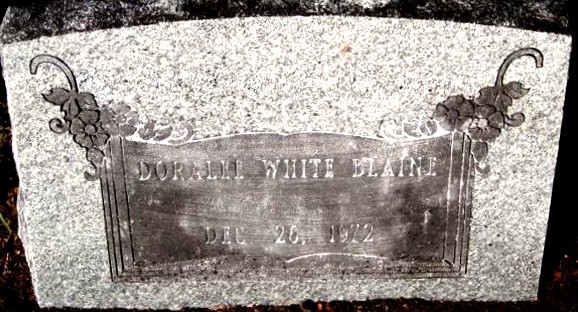 DORALEE WHITE BLAINE
DEC 26, 1972